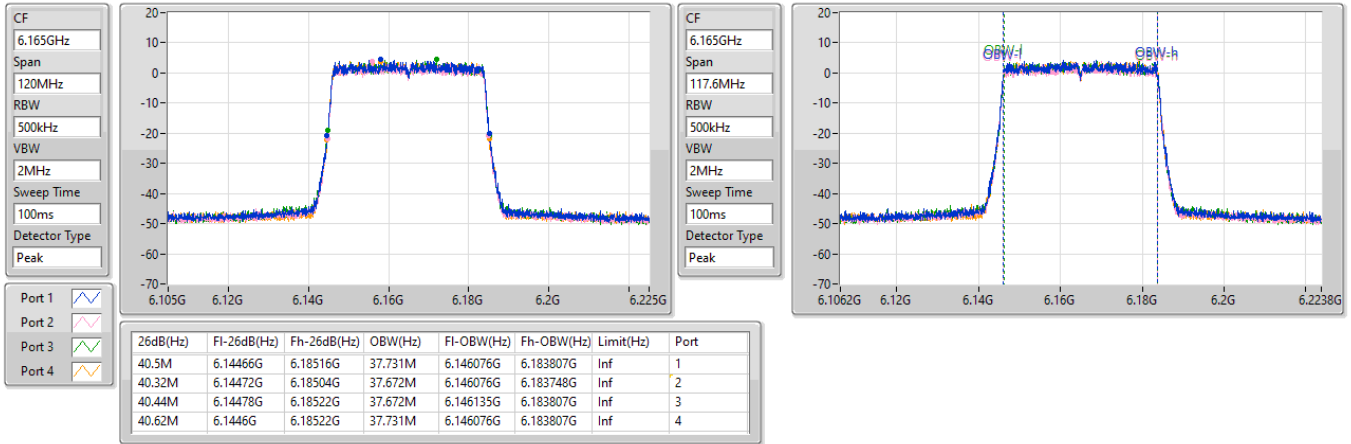 CF
6.165GHz
Span
120MHz
RBW
500kHz
VBW
2MHz
Sweep Time
100ms
Detector Type
Peak
20-
10-
0-
-10-
-20-
-30-
-40-
-50-
-60-
-70-
6.105G 6.12G 6.14G 6.16G 6.18G 6.2G 6.225G
CF
6.165GHz
Span
117.6MHz
RBW
500kHz
VBW
2MHz
Sweep Time
100ms
Detector Type
Peak
20-
10-
0-
-10-
-20-
-30-
-40-
-50-
-60-
-70-
OBW-l OBW-h
6.1062G 6.12G 6.14G 6.16G 6.18G 6.2G 6.2238G
Port 1
Port 2
Port 3
Port 4
26dB(Hz) Fl-26dB(Hz) Fh-26dB(Hz) OBW(Hz) Fl-OBW(Hz) Fh-OBW(Hz) Limit(Hz) Port
40.5M 6.14466G 6.18516G 37.731M 6.146076G 6.183807G Inf 1
40.32M 6.14472G 6.18504G 37.672M 6.146076G 6.183748G Inf 2
40.44M 6.14478G 6.18522G 37.672M 6.146135G 6.183807G Inf 3
40.62M 6.1446G 6.18522G 37.731M 6.146076G 6.183807G Inf 4